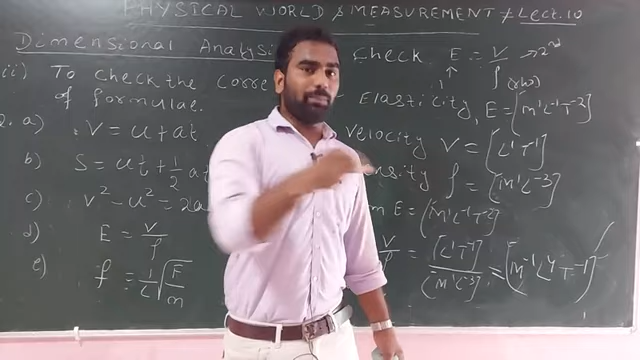 PHYSICAL WORLD & MEASUREMENT Lect. 10
Dimensional Analysis
ii) To check the
of formulae.
a) V = u + at
b) S = ut + 1/2 at
c) v² - u² = 2a
d) E = V/ρ
e) f = 1/L √F/m
Check E = V/ρ → 2nd
(rho)
Elasticity, E = [M¹L⁻¹T⁻²]
Velocity V = [L¹T⁻¹]
ρ = [M¹L⁻³]
E = [M¹L⁻¹T⁻²]
V/ρ = [L¹T⁻¹]/[M¹L⁻³] = [M⁻¹L⁴T⁻¹]